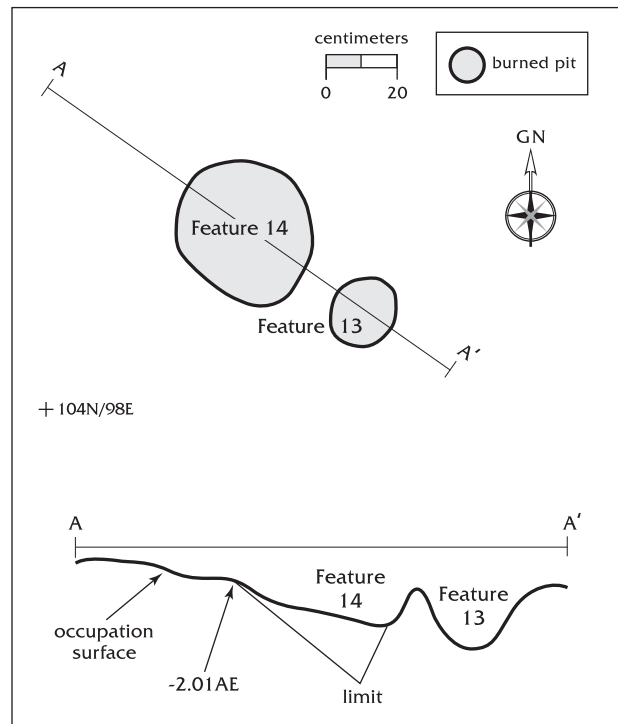 centimeters
0 20
burned pit
A
GN
Feature 14
Feature 13
A'
104N/98E
A A'
Feature
14
Feature
13
occupation
surface
-2.01AE
limit